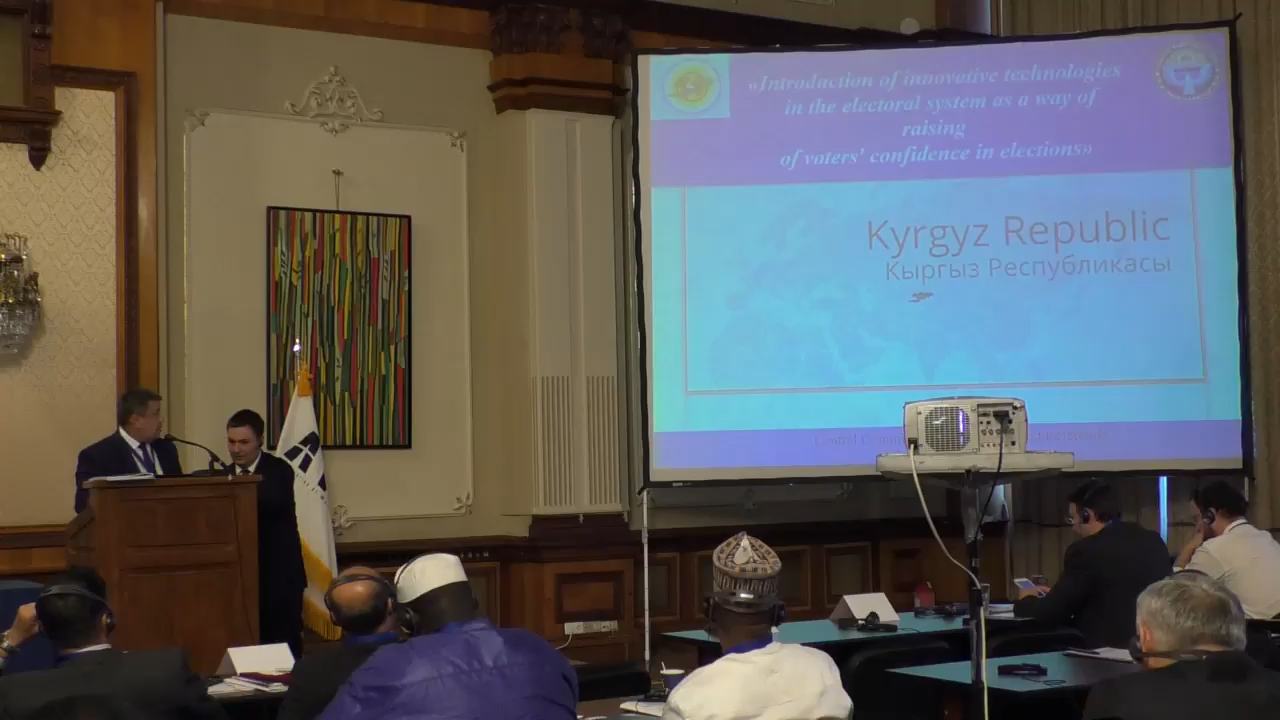 «Introduction of innovative technologies
in the electoral system as a way of
raising
of voters' confidence in elections»
Kyrgyz Republic
Кыргыз Республикасы
Central